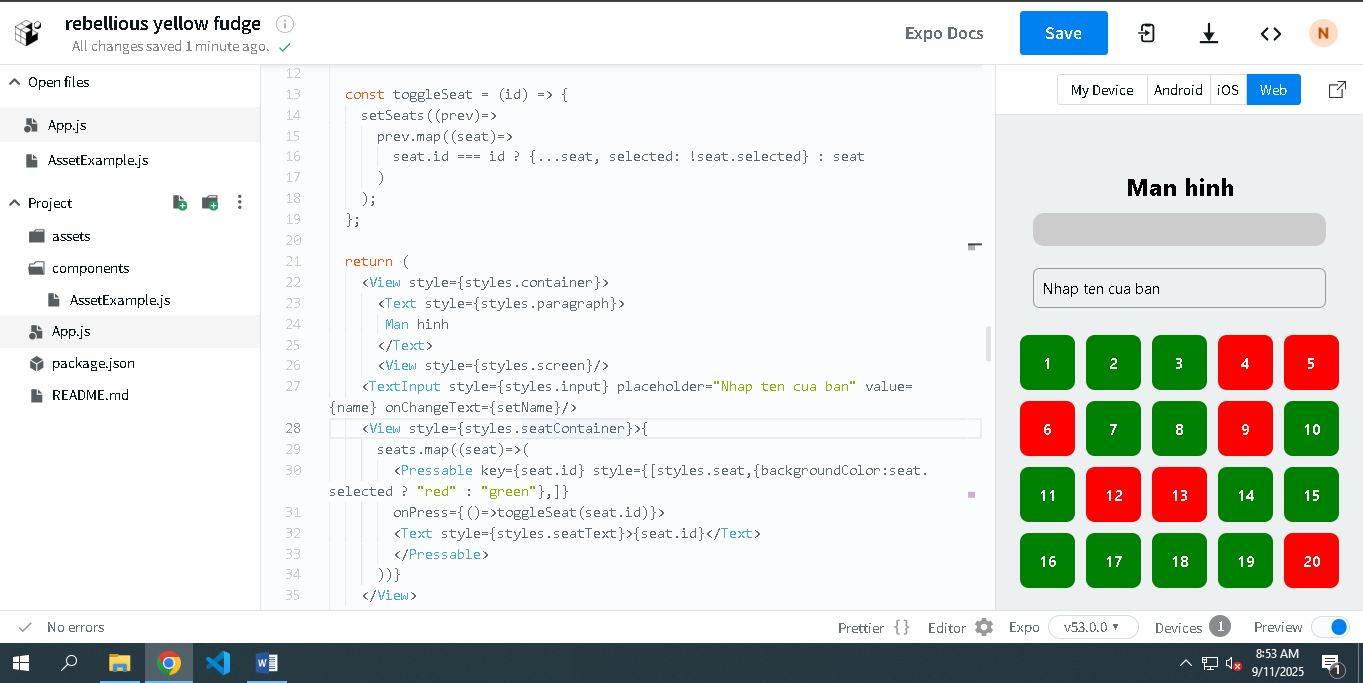 rebellious yellow fudge
All changes saved 1 minute ago.
Expo Docs
Save
N
Open files
App.js
AssetExample.js
Project
assets
components
AssetExample.js
App.js
package.json
README.md
12
13 const toggleSeat = (id) => {
14 setSeats((prev)=>
15 prev.map((seat)=>
16 seat.id === id ? {...seat, selected: !seat.selected} : seat
17 )
18 );
19 };
20
21 return (
22 <View style={styles.container}>
23 <Text style={styles.paragraph}>
24 Man hinh
25 </Text>
26 <View style={styles.screen}/>
27 <TextInput style={styles.input} placeholder="Nhap ten cua ban" value=
{name} onChangeText={setName}/>
28 <View style={styles.seatContainer}>{
29 seats.map((seat)=>(
30 <Pressable key={seat.id} style={[styles.seat,{backgroundColor:seat.
selected ? "red" : "green"},]}
31 onPress={()=>toggleSeat(seat.id)}>
32 <Text style={styles.seatText}>{seat.id}</Text>
33 </Pressable>
34 ))}
35 </View>
My Device Android iOS Web
Man hinh
Nhap ten cua ban
1 2 3 4 5
6 7 8 9 10
11 12 13 14 15
16 17 18 19 20
No errors
Prettier { } Editor Expo v53.0.0 Devices 1 Preview
8:53 AM
9/11/2025
1